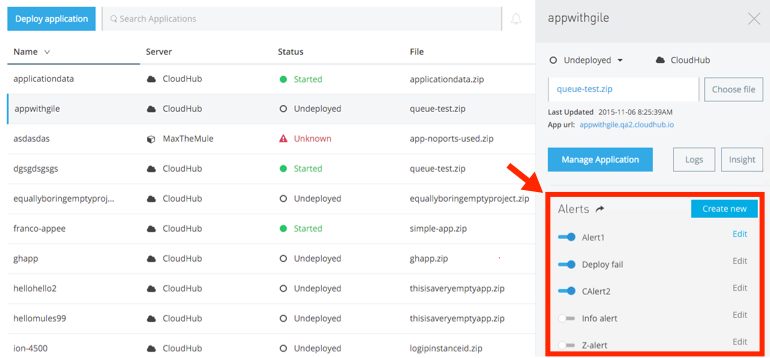 Deploy application
Search Applications
Name Server Status File
applicationdata CloudHub Started applicationdata.zip
appwithgile CloudHub Undeployed queue-test.zip
asdasdas MaxTheMule Unknown app-noports-used.zip
dgsgdsgsgs CloudHub Started queue-test.zip
equallyboringemptyproje... CloudHub Undeployed equallyboringemptyproject.zip
franco-appee CloudHub Started simple-app.zip
ghapp CloudHub Undeployed ghapp.zip
hellohello2 CloudHub Undeployed thisisaveryemptyapp.zip
hellomules99 CloudHub Undeployed thisisaveryemptyapp.zip
ion-4500 CloudHub Undeployed logipinstanceid.zip
appwithgile
Undeployed CloudHub
queue-test.zip Choose file
Last Updated 2015-11-06 8:25:39AM
App url: appwithgile.qa2.cloudhub.io
Manage Application Logs Insight
Alerts Create new
Alert1 Edit
Deploy fail Edit
CAlert2 Edit
Info alert Edit
Z-alert Edit